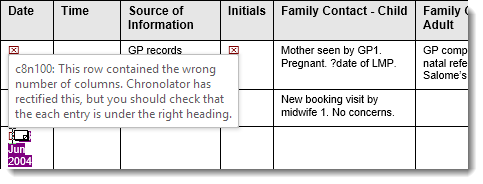 Date Time Source of Information Initials Family Contact - Child Family C Adult
GP records Mother seen by GP1. GP comp
Pregnant. ?date of LMP. natal refe
Salome's
c8n100: This row contained the wrong
number of columns. Chronolator has
rectified this, but you should check that
the each entry is under the right heading.
New booking visit by
midwife 1. No concerns.
Jun
2004